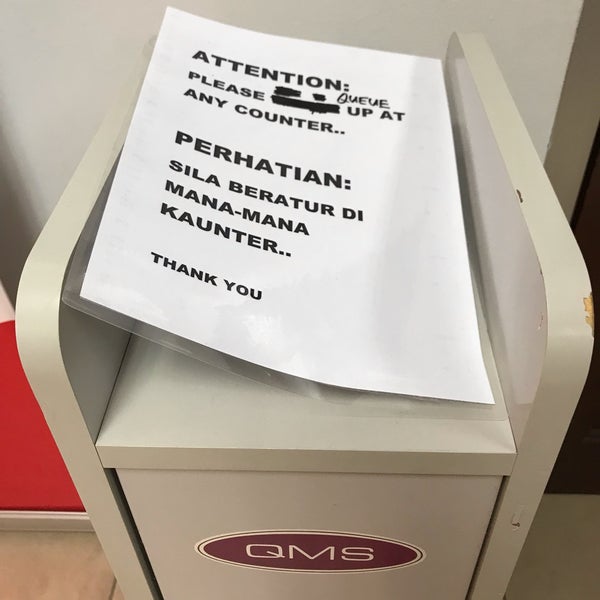 ATTENTION:
PLEASE QUEUE UP AT
ANY COUNTER..
PERHATIAN:
SILA BERATUR DI
MANA-MANA
KAUNTER..
THANK YOU
QMS